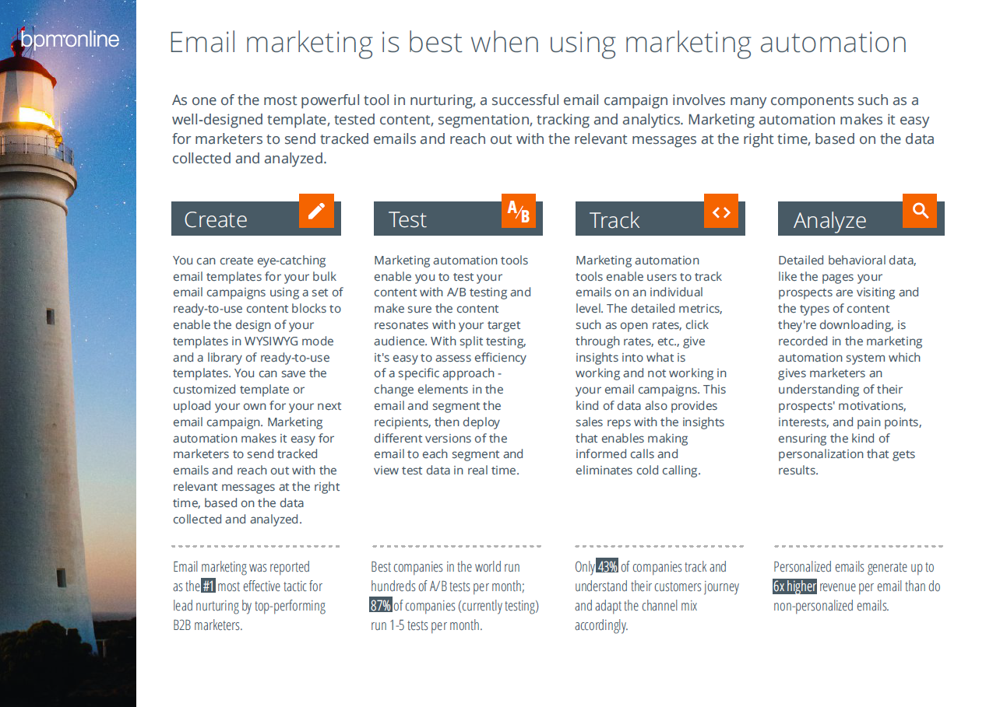 bpm'online
Email marketing is best when using marketing automation
As one of the most powerful tool in nurturing, a successful email campaign involves many components such as a
well-designed template, tested content, segmentation, tracking and analytics. Marketing automation makes it easy
for marketers to send tracked emails and reach out with the relevant messages at the right time, based on the data
collected and analyzed.
Create
You can create eye-catching
email templates for your bulk
email campaigns using a set of
ready-to-use content blocks to
enable the design of your
templates in WYSIWYG mode
and a library of ready-to-use
templates. You can save the
customized template or
upload your own for your next
email campaign. Marketing
automation makes it easy for
marketers to send tracked
emails and reach out with the
relevant messages at the right
time, based on the data
collected and analyzed.
Email marketing was reported
as the #1 most effective tactic for
lead nurturing by top-performing
B2B marketers.
Test
A/B
Marketing automation tools
enable you to test your
content with A/B testing and
make sure the content
resonates with your target
audience. With split testing,
it's easy to assess efficiency
of a specific approach -
change elements in the
email and segment the
recipients, then deploy
different versions of the
email to each segment and
view test data in real time.
Best companies in the world run
hundreds of A/B tests per month;
87% of companies (currently testing)
run 1-5 tests per month.
Track
Marketing automation
tools enable users to track
emails on an individual
level. The detailed metrics,
such as open rates, click
through rates, etc., give
insights into what is
working and not working in
your email campaigns. This
kind of data also provides
sales reps with the insights
that enables making
informed calls and
eliminates cold calling.
Only 43% of companies track and
understand their customers journey
and adapt the channel mix
accordingly.
Analyze
Detailed behavioral data,
like the pages your
prospects are visiting and
the types of content
they're downloading, is
recorded in the marketing
automation system which
gives marketers an
understanding of their
prospects' motivations,
interests, and pain points,
ensuring the kind of
personalization that gets
results.
Personalized emails generate up to
6x higher revenue per email than do
non-personalized emails.